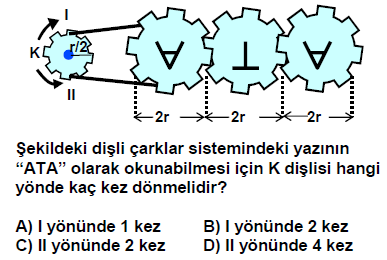 I
K r/2 A T A
II
2r 2r 2r
Şekildeki dişli çarklar sistemindeki yazının
“ATA” olarak okunabilmesi için K dişlisi hangi
yönde kaç kez dönmelidir?
A) I yönünde 1 kez B) I yönünde 2 kez
C) II yönünde 2 kez D) II yönünde 4 kez